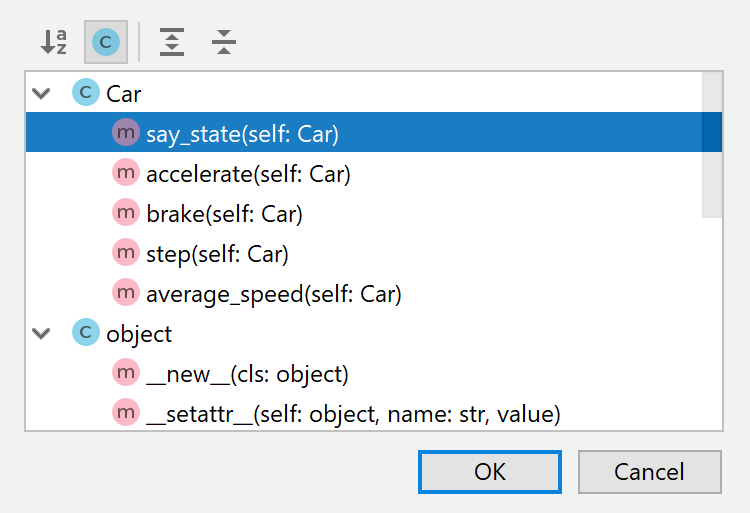 a
z
C
C Car
m say_state(self: Car)
m accelerate(self: Car)
m brake(self: Car)
m step(self: Car)
m average_speed(self: Car)
C object
m __new__(cls: object)
m __setattr__(self: object, name: str, value)
OK Cancel